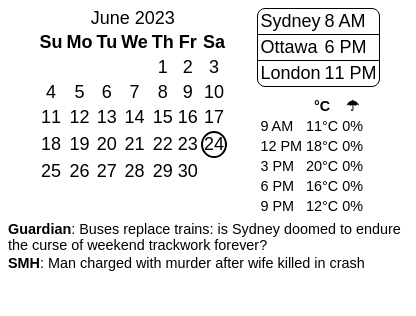 June 2023
Su Mo Tu We Th Fr Sa
1 2 3
4 5 6 7 8 9 10
11 12 13 14 15 16 17
18 19 20 21 22 23 24
25 26 27 28 29 30
Sydney 8 AM
Ottawa 6 PM
London 11 PM
°C ☂
9 AM 11°C 0%
12 PM 18°C 0%
3 PM 20°C 0%
6 PM 16°C 0%
9 PM 12°C 0%
Guardian: Buses replace trains: is Sydney doomed to endure
the curse of weekend trackwork forever?
SMH: Man charged with murder after wife killed in crash